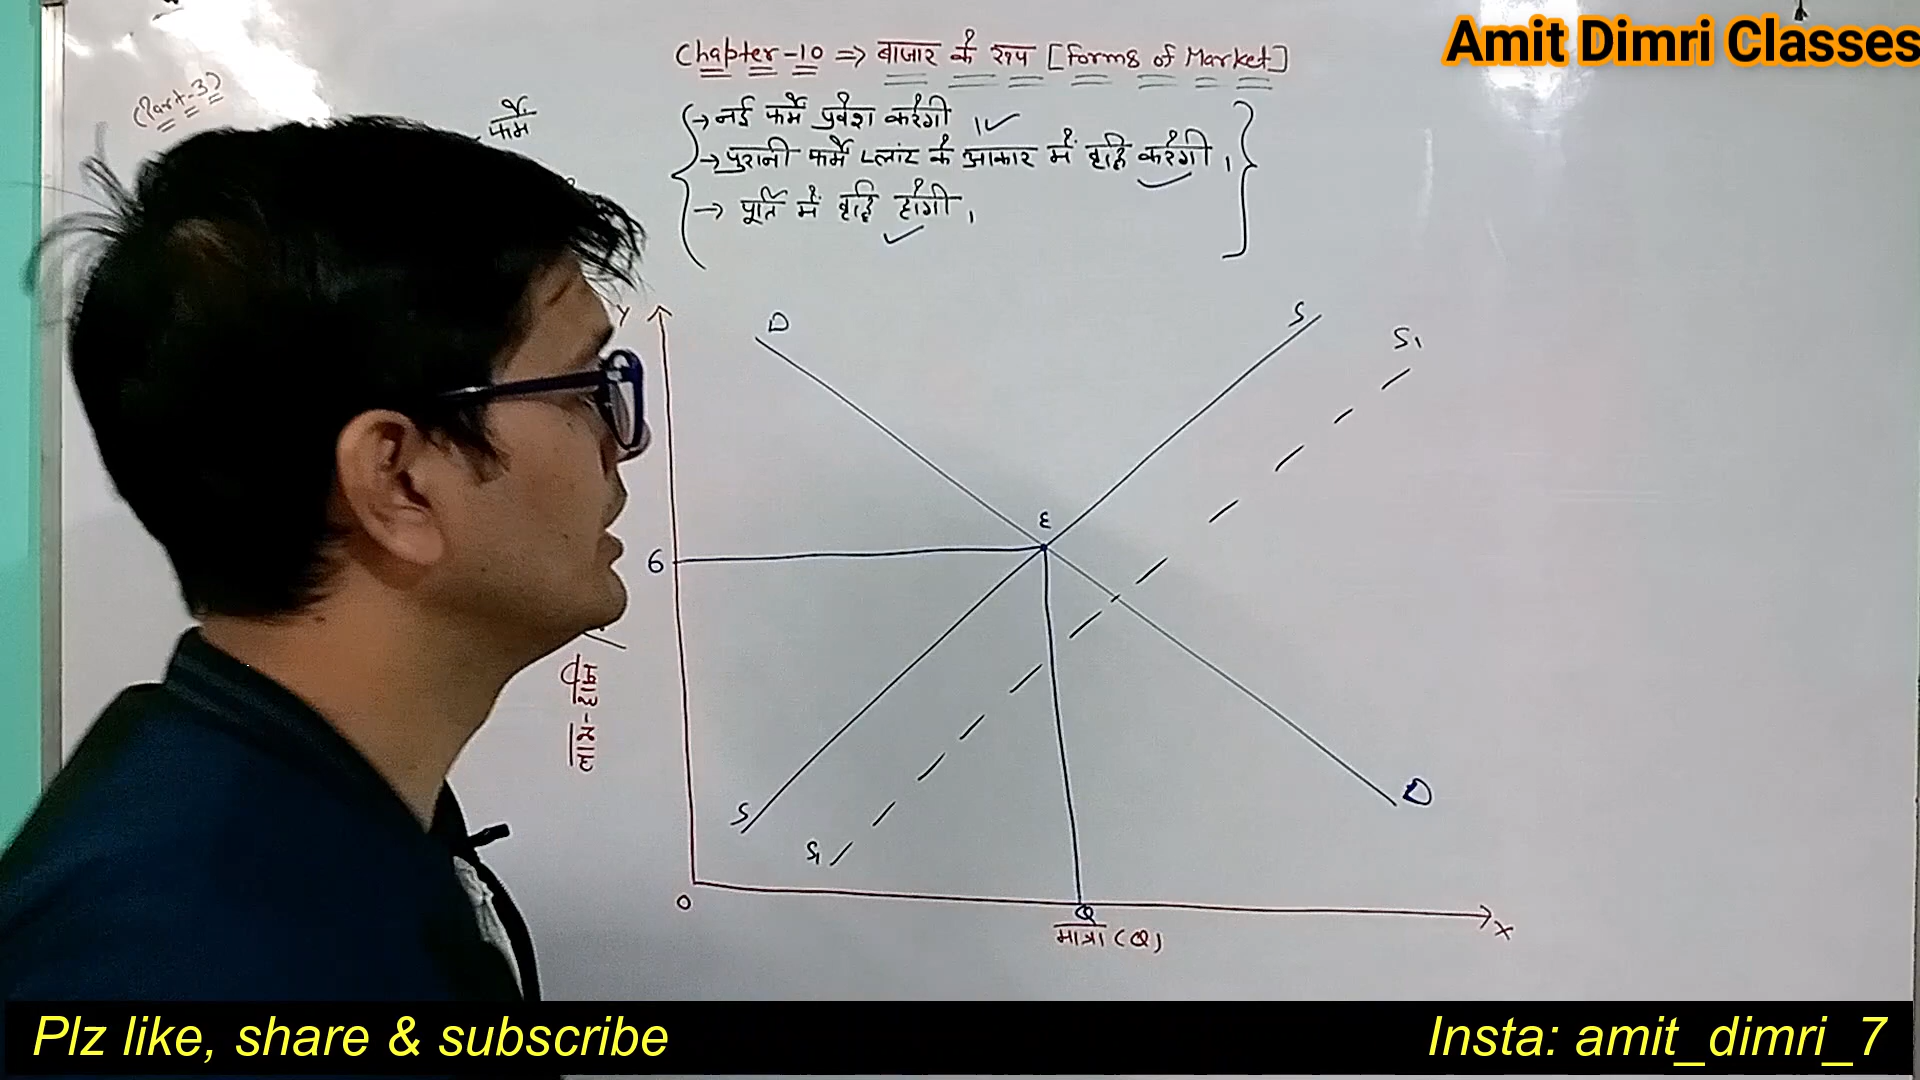 Amit Dimri Classes
Chapter-10 => बाजार के रूप [Forms of Market]
(Part-3)
फर्मे
→ नई फर्मे प्रवेश करेगी ।
→ पुरानी फर्मे प्लांट के आकार में वृद्धि करेगी ।
→ पूर्ति में वृद्धि होगी ।
Y
D
S
S₁
E
6
कीमत
S
D
S₁
O
Q
X
मात्रा (Q)
Plz like, share & subscribe
Insta: amit_dimri_7